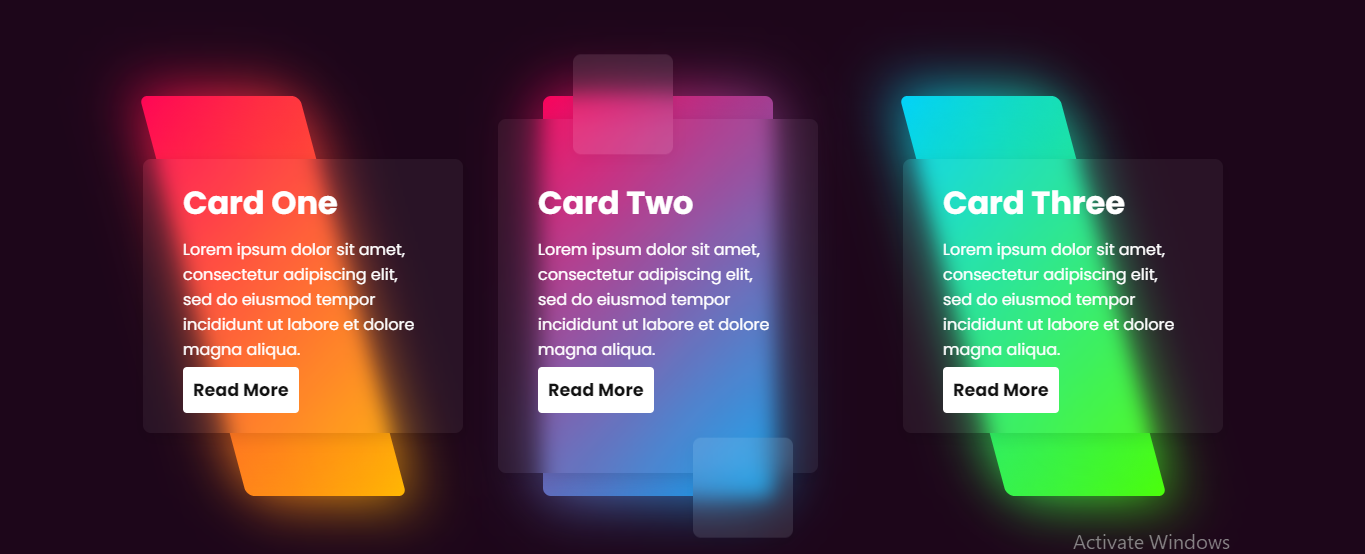 Card One
Lorem ipsum dolor sit amet,
consectetur adipiscing elit,
sed do eiusmod tempor
incididunt ut labore et dolore
magna aliqua.
Read More
Card Two
Lorem ipsum dolor sit amet,
consectetur adipiscing elit,
sed do eiusmod tempor
incididunt ut labore et dolore
magna aliqua.
Read More
Card Three
Lorem ipsum dolor sit amet,
consectetur adipiscing elit,
sed do eiusmod tempor
incididunt ut labore et dolore
magna aliqua.
Read More
Activate Windows